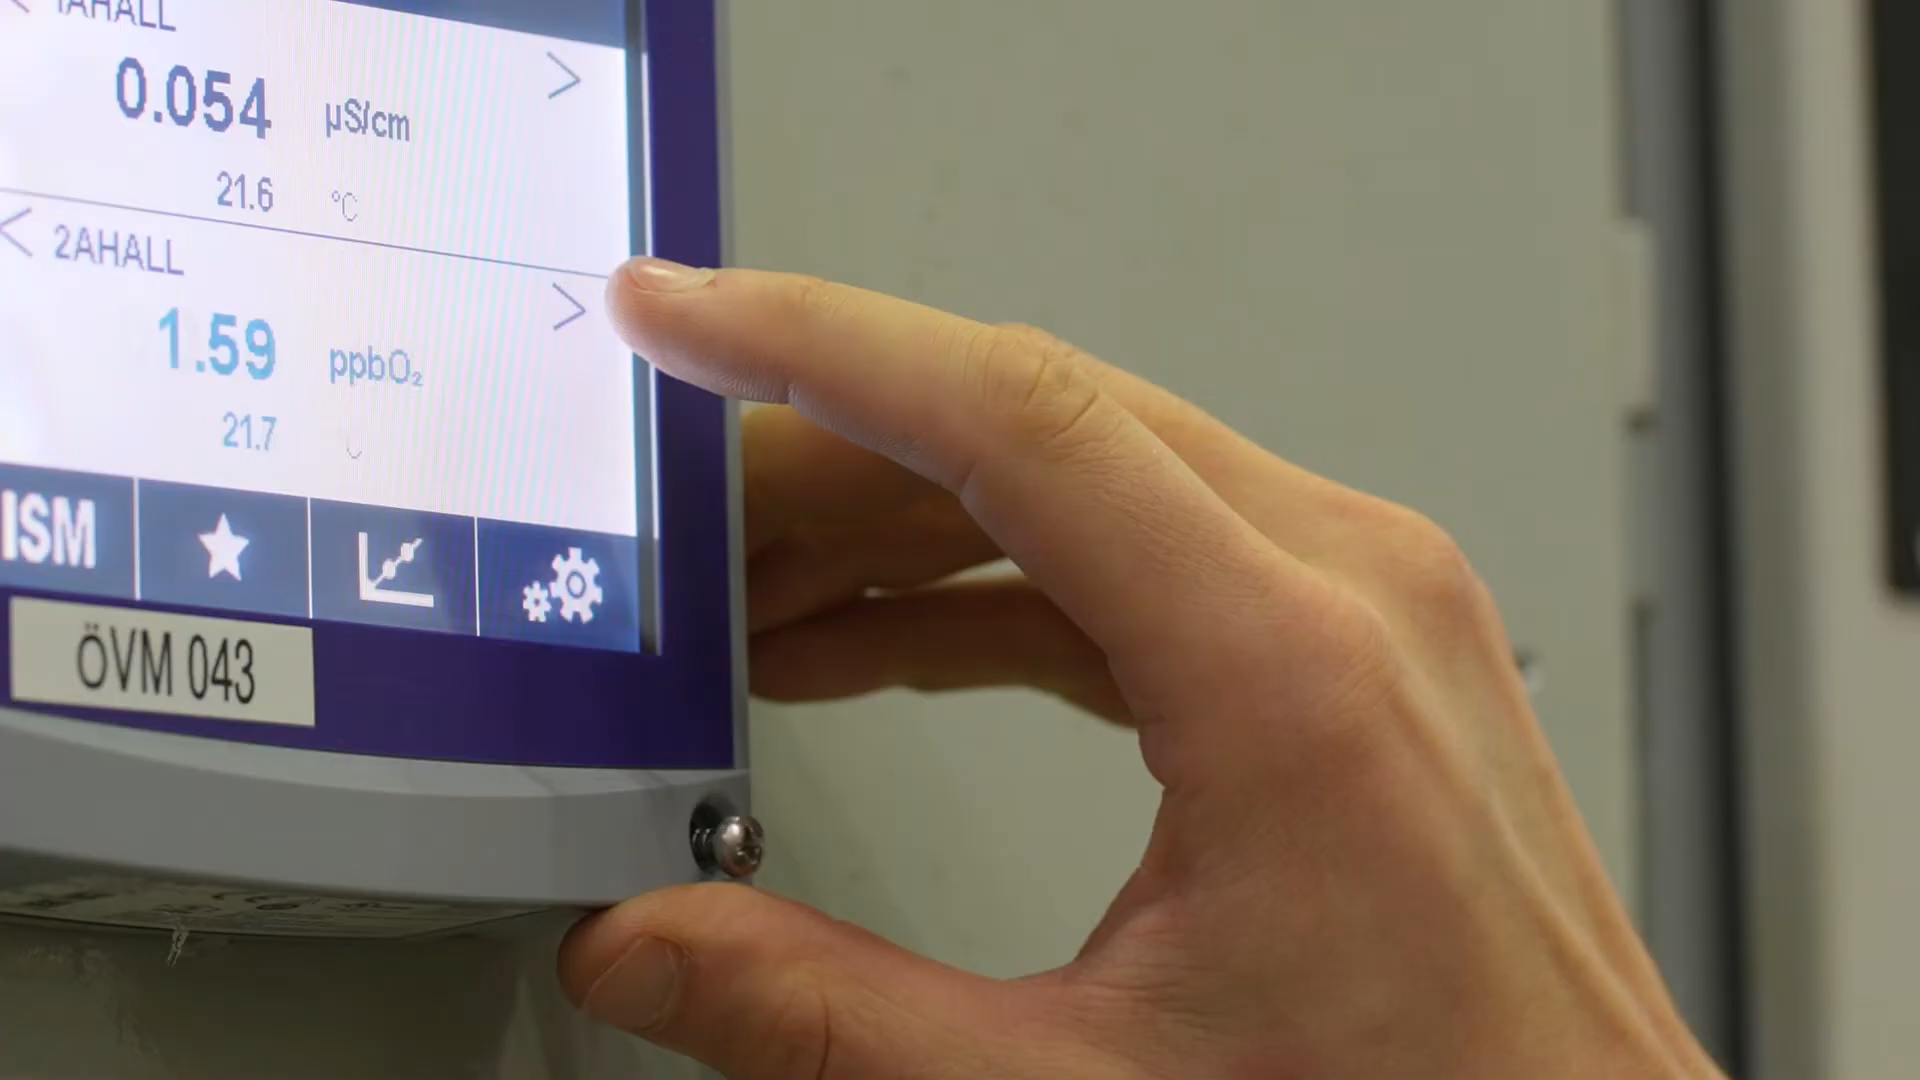 1AHALL
0.054 µS/cm
21.6 °C
2AHALL
1.59 ppbO₂
21.7
ISM
ÖVM 043